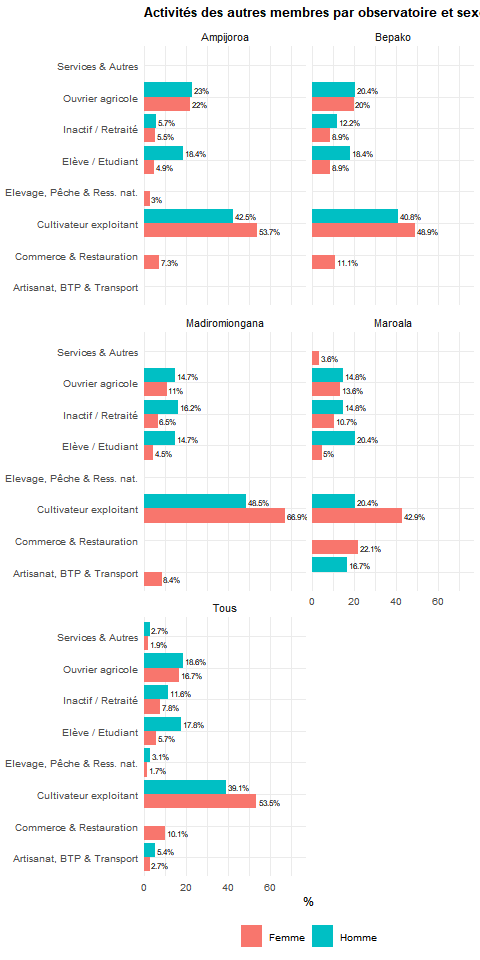 Activités des autres membres par observatoire et sexe
Ampijoroa
Bepako
Services & Autres
Ouvrier agricole
23%
22%
20.4%
20%
Inactif / Retraité
5.7%
5.5%
12.2%
8.9%
Elève / Etudiant
18.4%
4.9%
18.4%
8.9%
Elevage, Pêche & Ress. nat.
3%
Cultivateur exploitant
42.5%
53.7%
40.8%
48.9%
Commerce & Restauration
7.3%
11.1%
Artisanat, BTP & Transport
Madiromiongana
Maroala
Services & Autres
3.6%
Ouvrier agricole
14.7%
11%
14.8%
13.6%
Inactif / Retraité
16.2%
6.5%
14.8%
10.7%
Elève / Etudiant
14.7%
4.5%
20.4%
5%
Elevage, Pêche & Ress. nat.
Cultivateur exploitant
48.5%
66.9%
20.4%
42.9%
Commerce & Restauration
22.1%
Artisanat, BTP & Transport
8.4%
16.7%
0 20 40 60
Tous
Services & Autres
2.7%
1.9%
Ouvrier agricole
18.6%
16.7%
Inactif / Retraité
11.6%
7.8%
Elève / Etudiant
17.8%
5.7%
Elevage, Pêche & Ress. nat.
3.1%
1.7%
Cultivateur exploitant
39.1%
53.5%
Commerce & Restauration
10.1%
Artisanat, BTP & Transport
5.4%
2.7%
0 20 40 60
%
Femme Homme